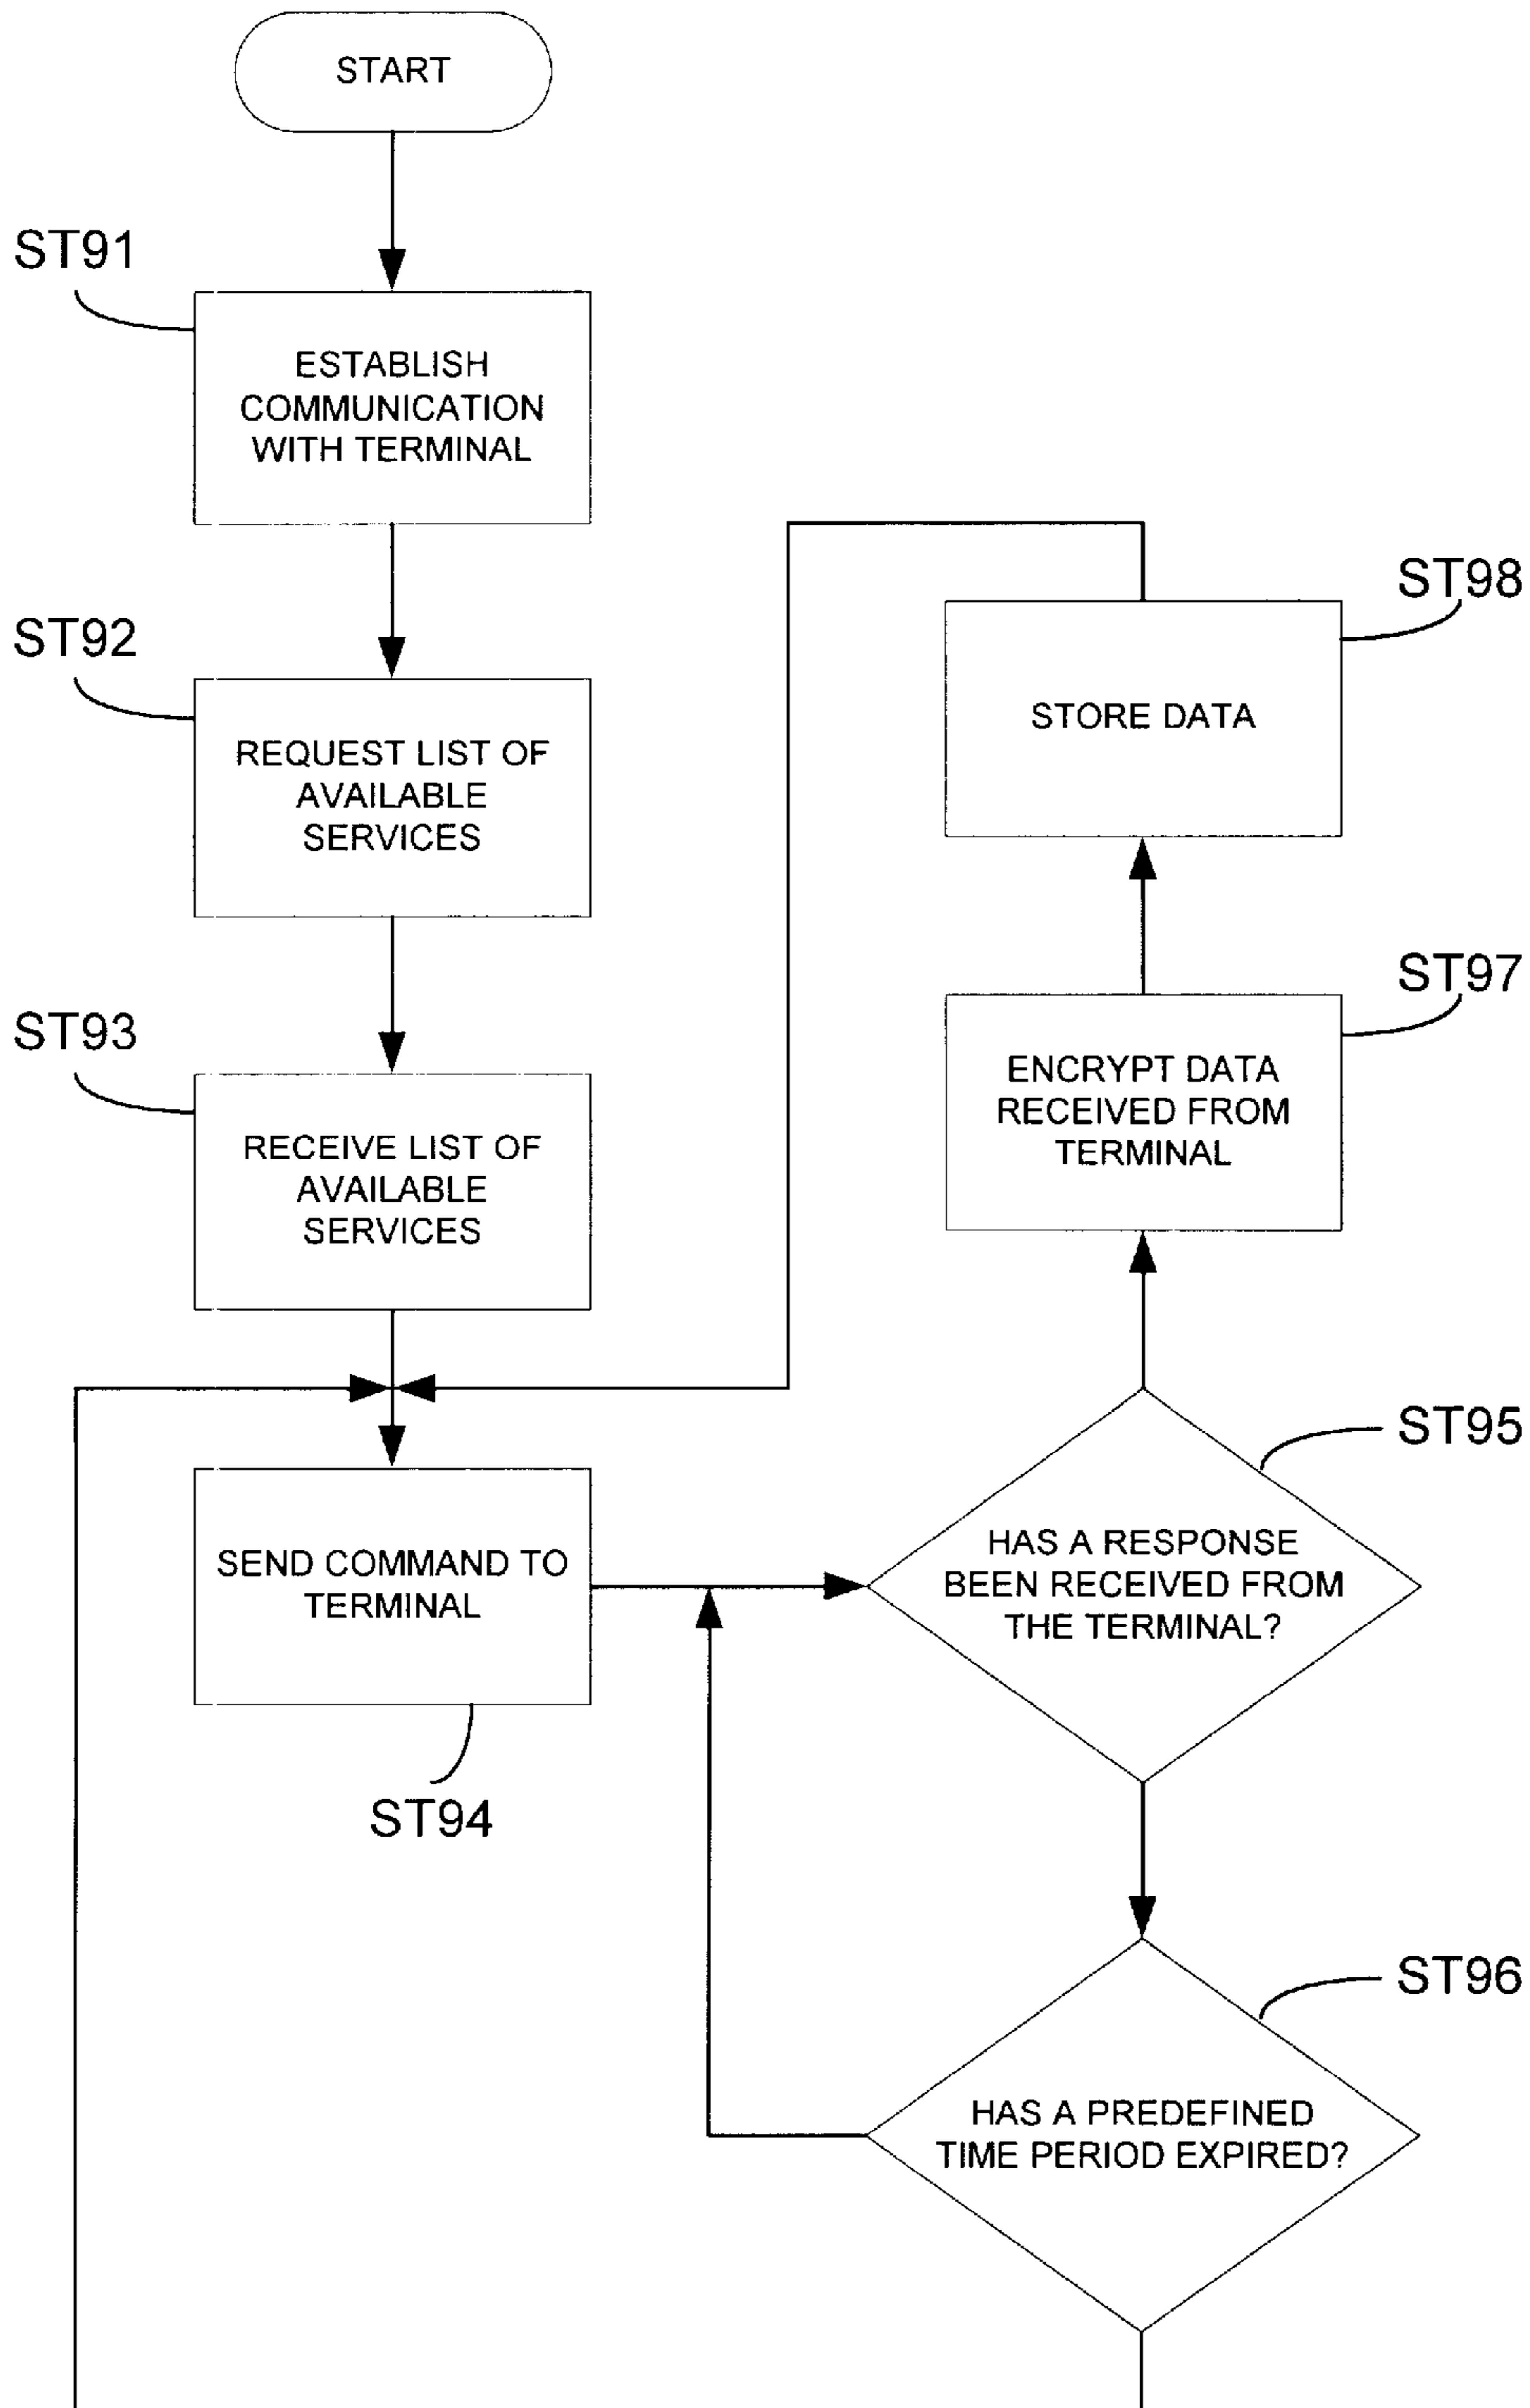 START
ST91
ESTABLISH
COMMUNICATION
WITH TERMINAL
ST92
REQUEST LIST OF
AVAILABLE
SERVICES
ST93
RECEIVE LIST OF
AVAILABLE
SERVICES
SEND COMMAND TO
TERMINAL
ST94
ST98
STORE DATA
ST97
ENCRYPT DATA
RECEIVED FROM
TERMINAL
ST95
HAS A RESPONSE
BEEN RECEIVED FROM
THE TERMINAL?
ST96
HAS A PREDEFINED
TIME PERIOD EXPIRED?